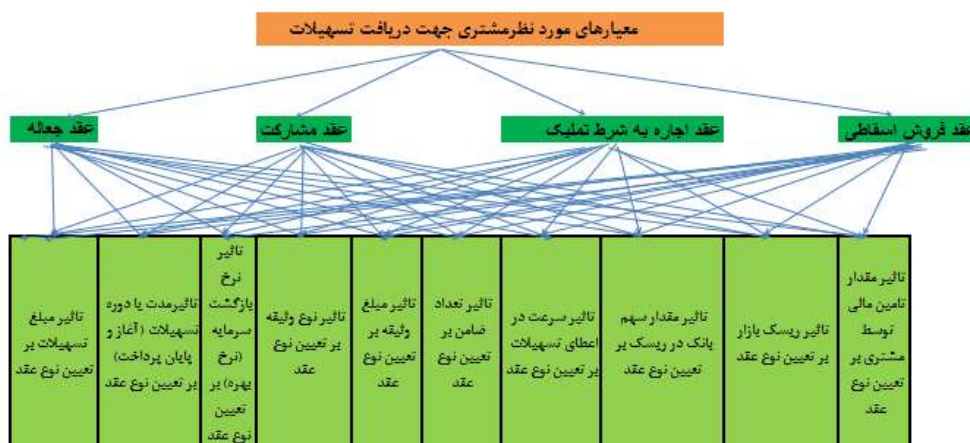 معیارهای مورد نظرمشتری جهت دریافت تسهیلات
عقد فروش اسقاطی
عقد اجاره به شرط تملیک
عقد مشارکت
عقد جعاله
تاثیر مقدار
تامین مالی
توسط
مشتری بر
تعیین نوع
عقد
تاثیر ریسک بازار
بر تعیین نوع عقد
تاثیر مقدار سهم
بانک در ریسک بر
تعیین نوع عقد
تاثیر سرعت در
اعطای تسهیلات
بر تعیین نوع عقد
تاثیر تعداد
ضامن بر
تعیین نوع
عقد
تاثیر مبلغ
وثیقه بر
تعیین نوع
عقد
تاثیر نوع وثیقه
بر تعیین نوع
عقد
تاثیر
نرخ
بازگشت
سرمایه
(نرخ
بهره) بر
تعیین
نوع عقد
تاثیرمدت یا دوره
تسهیلات (آغاز و
پایان پرداخت)
بر تعیین نوع عقد
تاثیر مبلغ
تسهیلات بر
تعیین نوع عقد